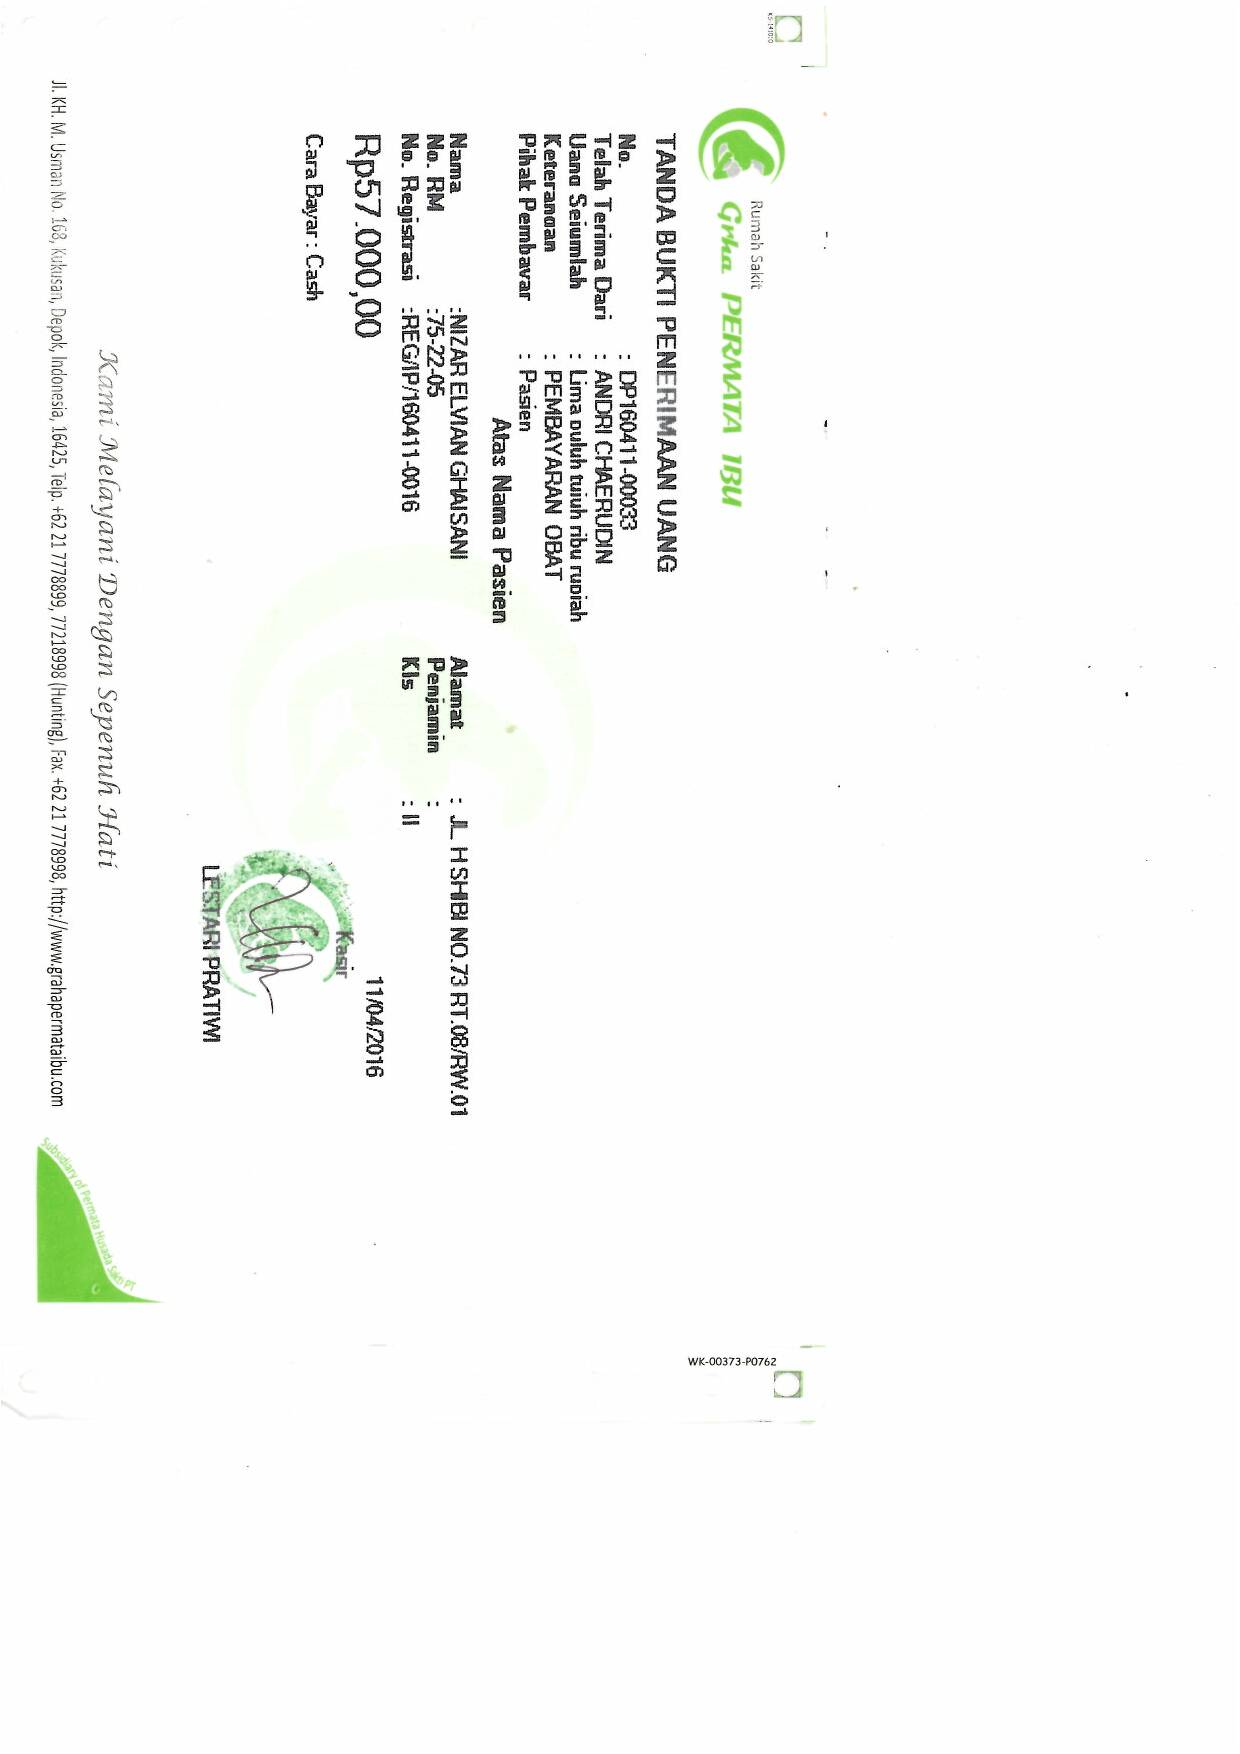 Rumah Sakit
Grha PERMATA IBU
TANDA BUKTI PENERIMAAN UANG
No. : DP160411-00033
Telah Terima Dari : ANDRI CHAERUDIN
Uang Sejumlah : Lima puluh tujuh ribu rupiah
Keterangan : PEMBAYARAN OBAT
Pihak Pembayar : Pasien
Atas Nama Pasien
Nama :NIZAR ELVIAN GHAISANI Alamat : JL. H SHIBI NO.73 RT.08/RW.01
No. RM :75-22-05 Penjamin :
No. Registrasi :REG/IP/160411-0016 Kls : II
Rp57.000,00
11/04/2016
Cara Bayar : Cash
Kasir
LESTARI PRATIWI
Kami Melayani Dengan Sepenuh Hati
Jl. KH. M. Usman No. 168, Kukusan, Depok, Indonesia, 16425, Telp. +62 21 7778899, 77218998 (Hunting), Fax. +62 21 7778998, http://www.grahapermataibu.com
Subsidiary of Permata Husada Sakti PT
WK-00373-P0762